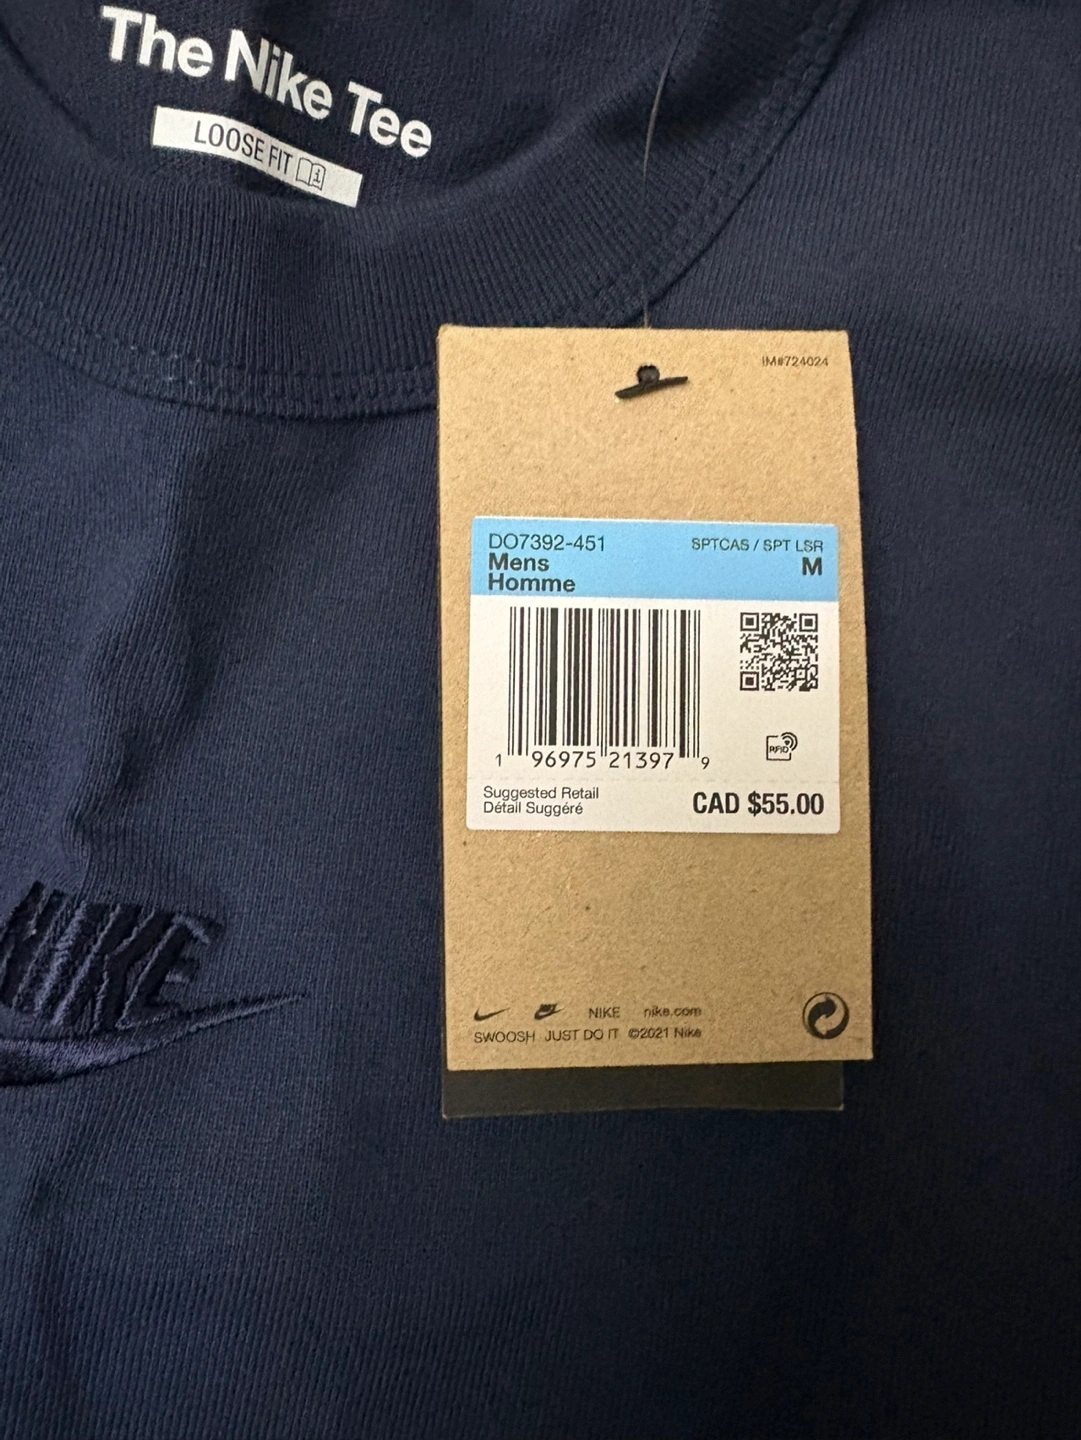 The Nike Tee
LOOSE FIT
IM#724024
DO7392-451
SPTCAS / SPT LSR
Mens
M
Homme
1 96975 21397 9
RFID
Suggested Retail
Détail Suggéré
CAD $55.00
NIKE
NIKE nike.com
SWOOSH JUST DO IT ©2021 Nike